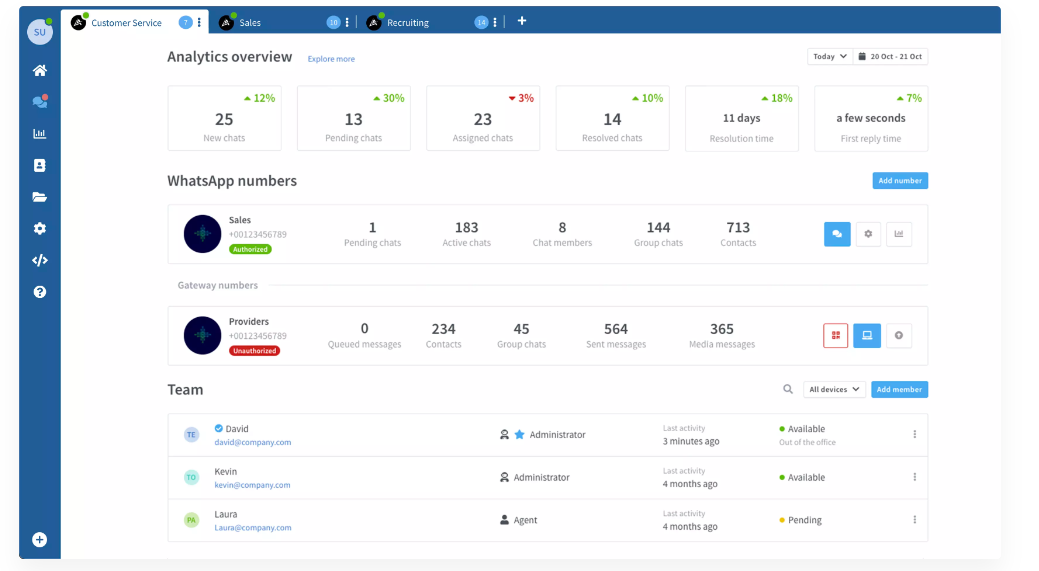 SU
Customer Service 7
Sales 10
Recruiting 14
+
Analytics overview Explore more
Today 20 Oct - 21 Oct
12% 30% 3% 10% 18% 7%
25 13 23 14 11 days a few seconds
New chats Pending chats Assigned chats Resolved chats Resolution time First reply time
WhatsApp numbers
Add number
Sales
+00123456789
Authorized
1 183 8 144 713
Pending chats Active chats Chat members Group chats Contacts
Gateway numbers
Providers
+00123456789
Unauthorized
0 234 45 564 365
Queued messages Contacts Group chats Sent messages Media messages
Team
All devices
Add member
TE
David
david@company.com
Administrator
Last activity
3 minutes ago
Available
Out of the office
TO
Kevin
kevin@company.com
Administrator
Last activity
4 months ago
Available
PA
Laura
Laura@company.com
Agent
Last activity
4 months ago
Pending